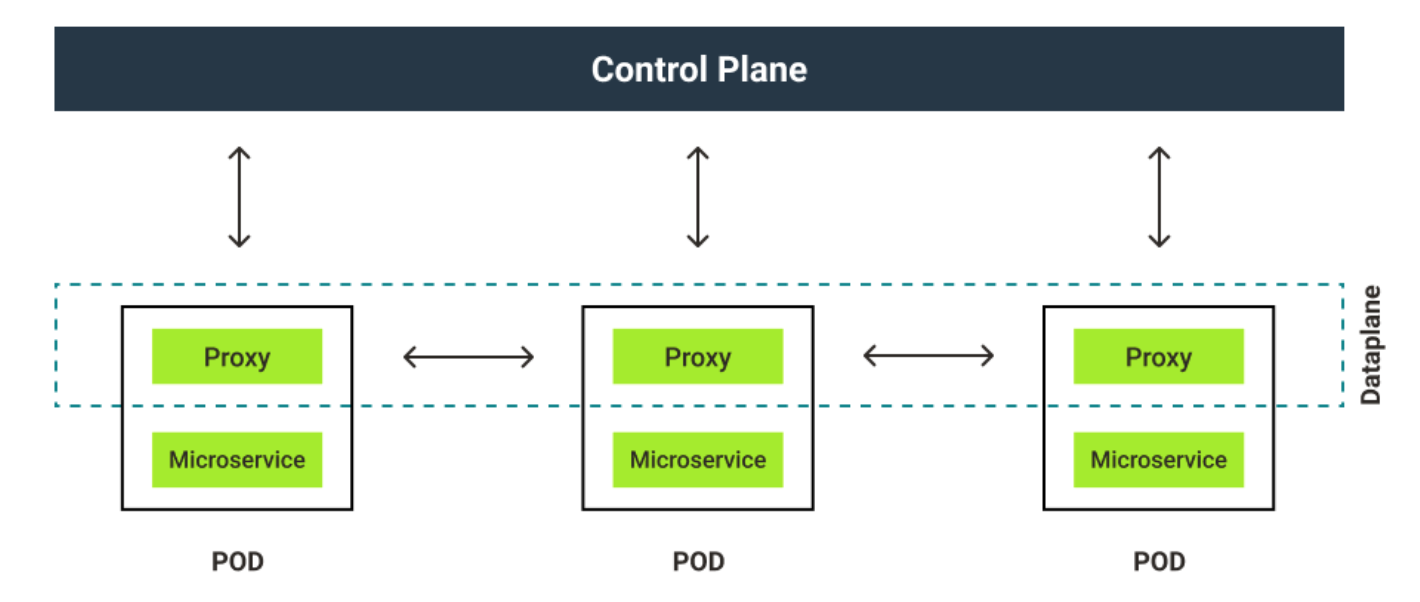 Control Plane
Proxy
Proxy
Proxy
Dataplane
Microservice
Microservice
Microservice
POD
POD
POD